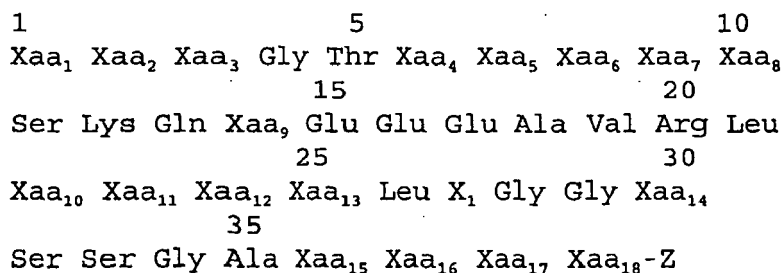 1 5 10
Xaa₁ Xaa₂ Xaa₃ Gly Thr Xaa₄ Xaa₅ Xaa₆ Xaa₇ Xaa₈
15 20
Ser Lys Gln Xaa₉ Glu Glu Glu Ala Val Arg Leu
25 30
Xaa₁₀ Xaa₁₁ Xaa₁₂ Xaa₁₃ Leu X₁ Gly Gly Xaa₁₄
35
Ser Ser Gly Ala Xaa₁₅ Xaa₁₆ Xaa₁₇ Xaa₁₈-Z